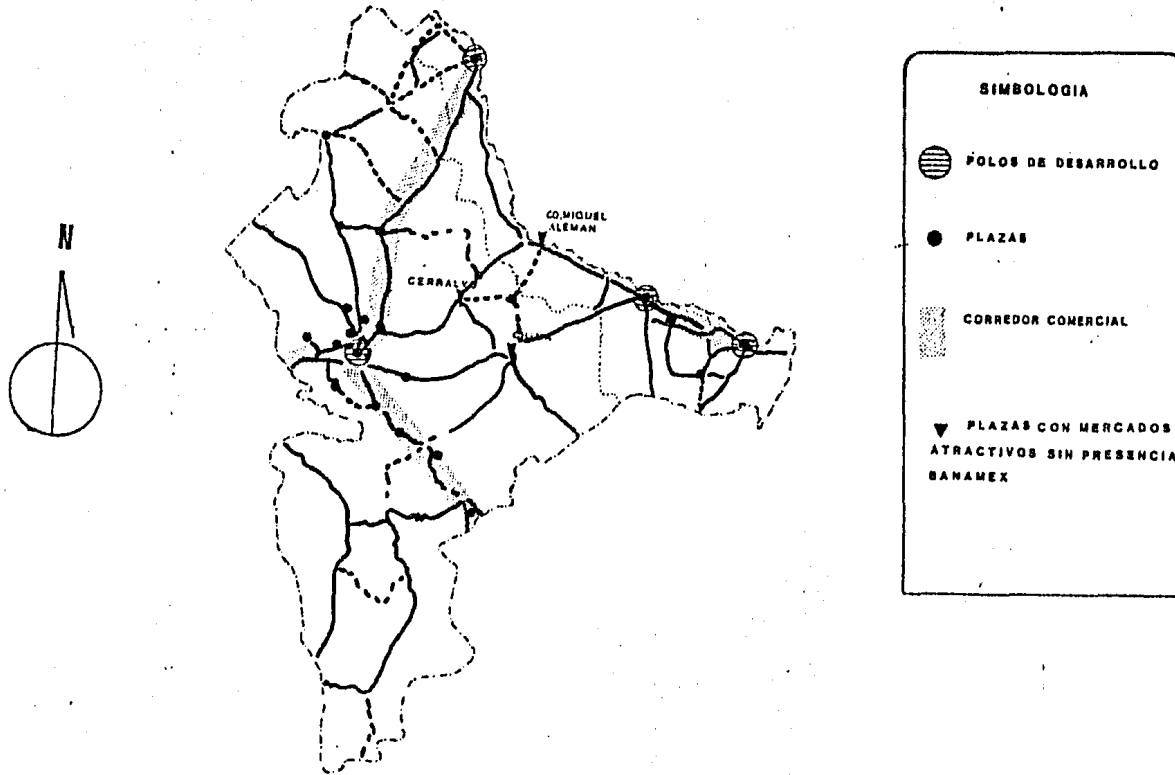 N
CD.MIGUEL
ALEMAN
CERRALVO
SIMBOLOGIA
POLOS DE DESARROLLO
PLAZAS
CORREDOR COMERCIAL
PLAZAS CON MERCADOS
ATRACTIVOS SIN PRESENCIA
BANAMEX